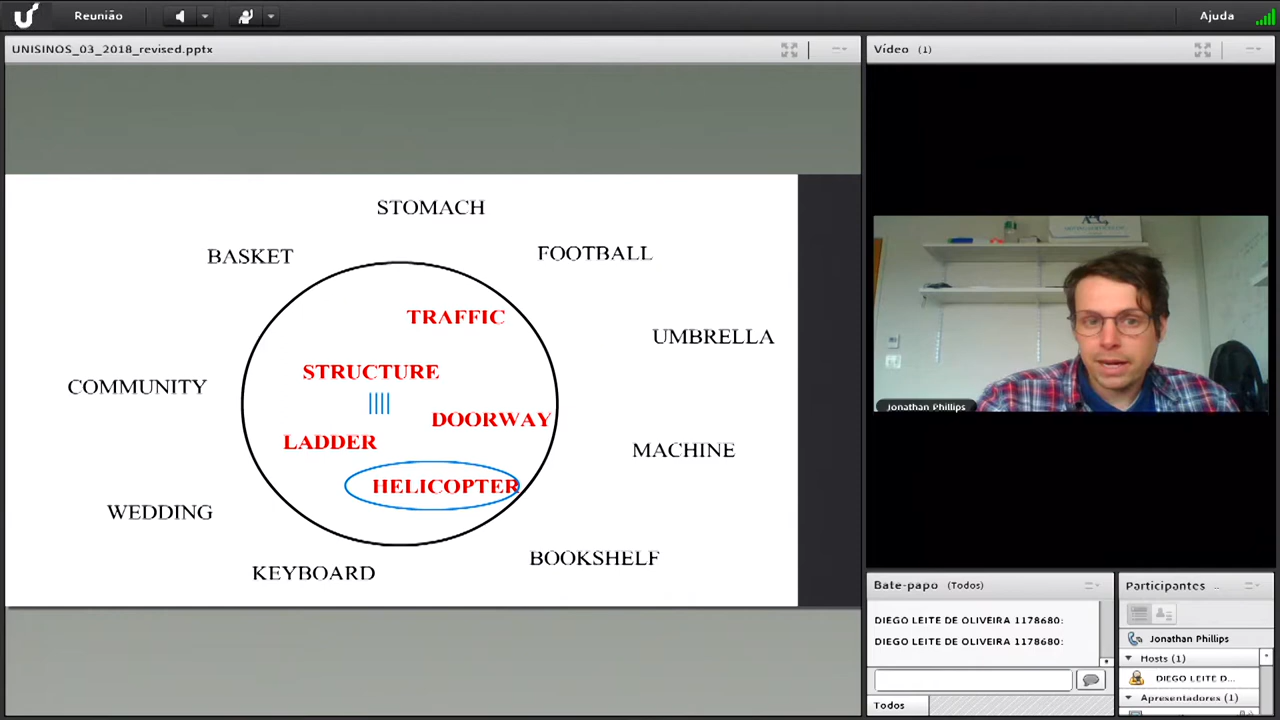 Reunião
Ajuda
UNISINOS_03_2018_revised.pptx
STOMACH
BASKET
FOOTBALL
TRAFFIC
UMBRELLA
STRUCTURE
COMMUNITY
DOORWAY
LADDER
MACHINE
HELICOPTER
WEDDING
BOOKSHELF
KEYBOARD
Vídeo (1)
Jonathan Phillips
Bate-papo (Todos)
DIEGO LEITE DE OLIVEIRA 1178680:
DIEGO LEITE DE OLIVEIRA 1178680:
Todos
Participantes ..
Jonathan Phillips
Hosts (1)
DIEGO LEITE D...
Apresentadores (1)